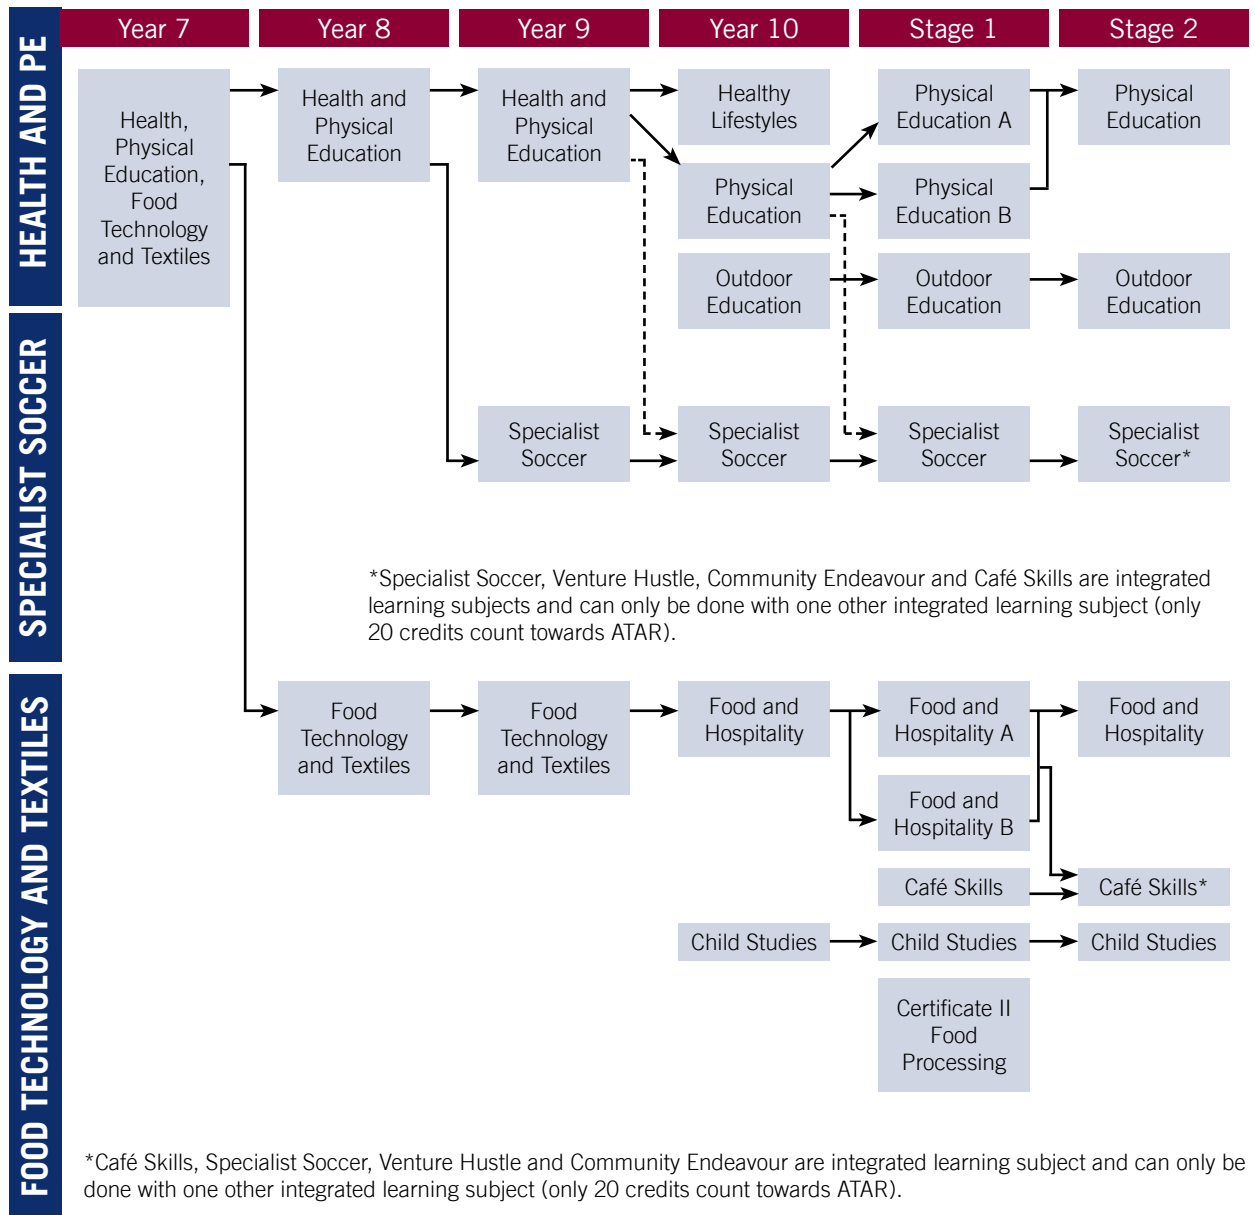 Year 7
Year 8
Year 9
Year 10
Stage 1
Stage 2
HEALTH AND PE
Health,
Physical
Education,
Food
Technology
and Textiles
Health and
Physical
Education
Health and
Physical
Education
Healthy
Lifestyles
Physical
Education A
Physical
Education
Physical
Education
Physical
Education B
Outdoor
Education
Outdoor
Education
Outdoor
Education
SPECIALIST SOCCER
Specialist
Soccer
Specialist
Soccer
Specialist
Soccer
Specialist
Soccer*
*Specialist Soccer, Venture Hustle, Community Endeavour and Café Skills are integrated
learning subjects and can only be done with one other integrated learning subject (only
20 credits count towards ATAR).
FOOD TECHNOLOGY AND TEXTILES
Food
Technology
and Textiles
Food
Technology
and Textiles
Food and
Hospitality
Food and
Hospitality A
Food and
Hospitality
Food and
Hospitality B
Café Skills
Café Skills*
Child Studies
Child Studies
Child Studies
Certificate II
Food
Processing
*Café Skills, Specialist Soccer, Venture Hustle and Community Endeavour are integrated learning subject and can only be
done with one other integrated learning subject (only 20 credits count towards ATAR).